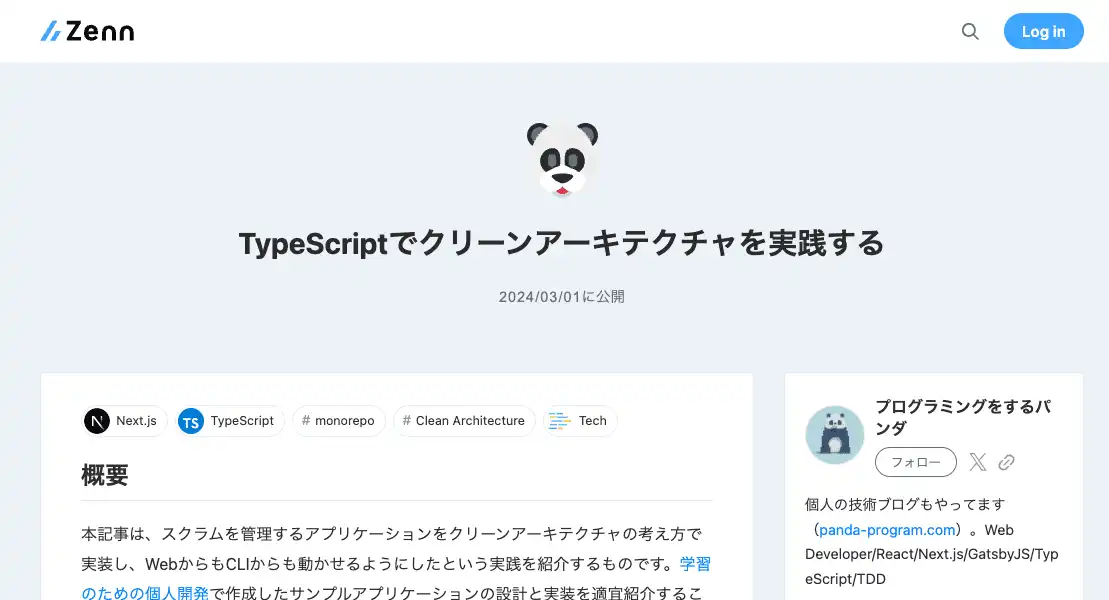 Zenn
Log in
TypeScriptでクリーンアーキテクチャを実践する
2024/03/01に公開
N Next.js
TS TypeScript
# monorepo
# Clean Architecture
Tech
概要
本記事は、スクラムを管理するアプリケーションをクリーンアーキテクチャの考え方で
実装し、WebからもCLIからも動かせるようにしたという実践を紹介するものです。学習
のための個人開発で作成したサンプルアプリケーションの設計と実装を適宜紹介するこ
プログラミングをするパ
ンダ
フォロー
個人の技術ブログもやってます
（panda-program.com）。Web
Developer/React/Next.js/GatsbyJS/Typ
eScript/TDD